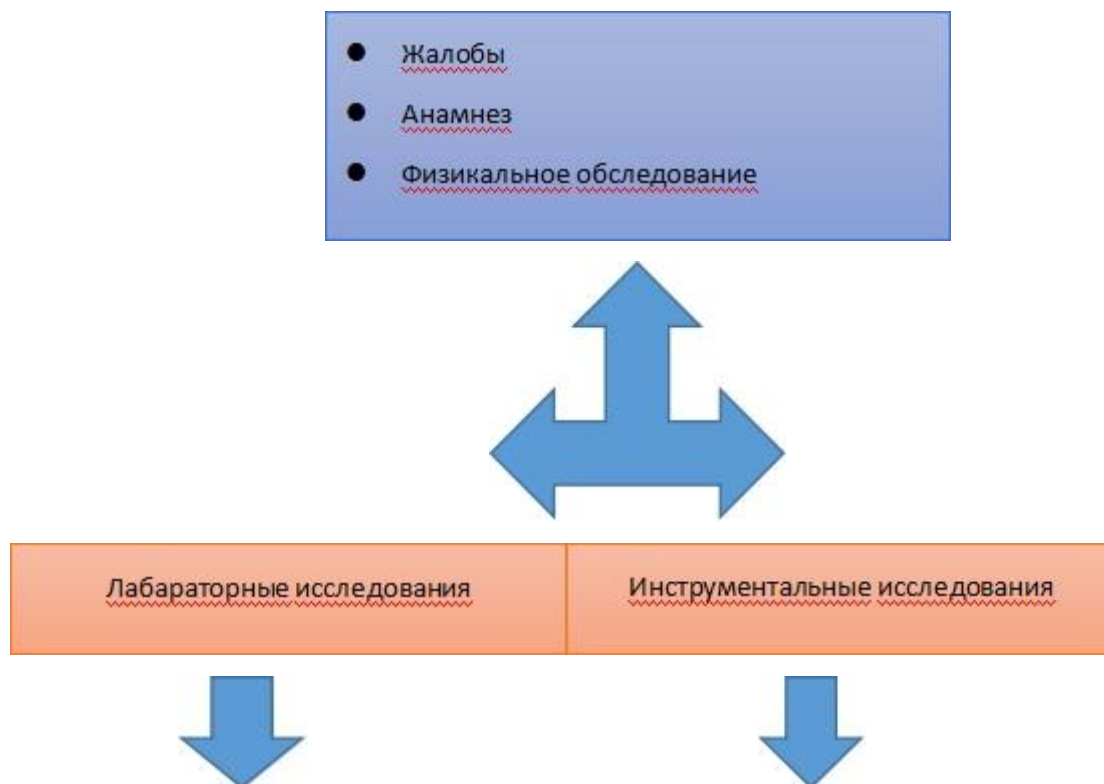 Жалобы
Анамнез
Физикальное обследование
Лабараторные исследования
Инструментальные исследования